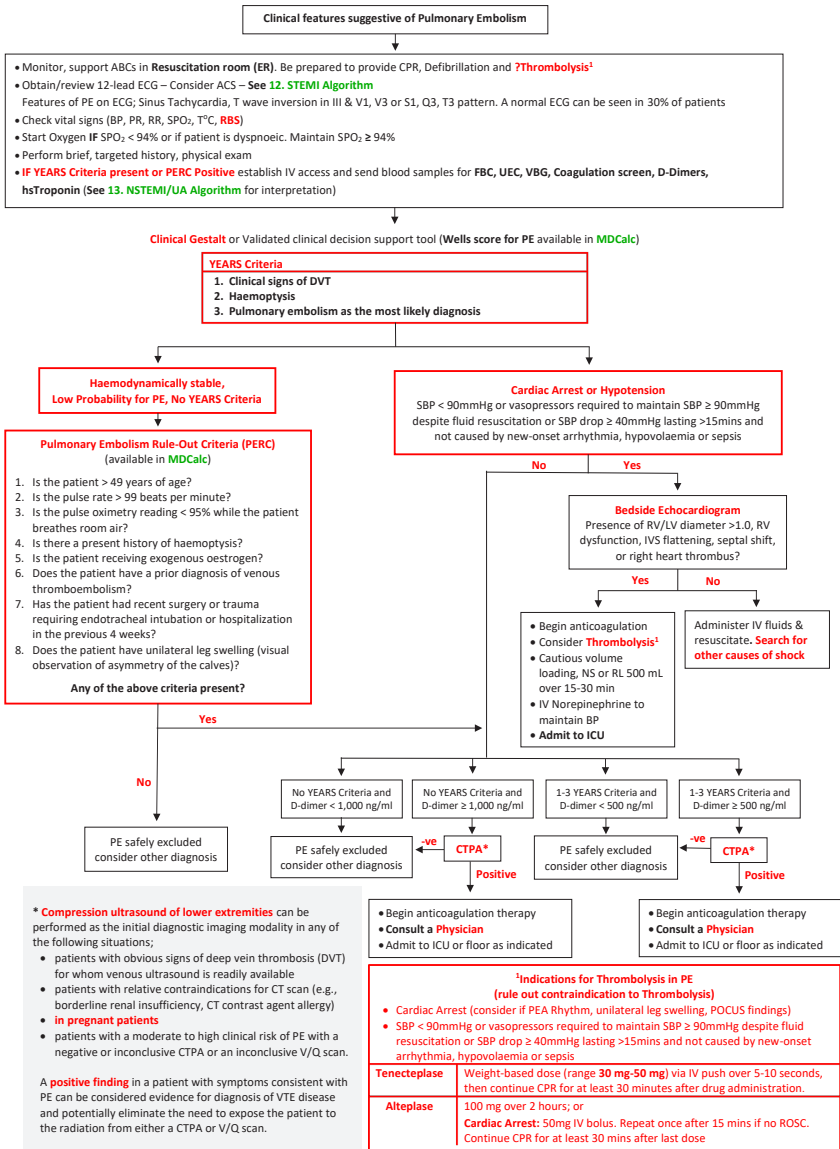 Clinical features suggestive of Pulmonary Embolism
• Monitor, support ABCs in Resuscitation room (ER). Be prepared to provide CPR, Defibrillation and ?Thrombolysis¹
• Obtain/review 12-lead ECG – Consider ACS – See 12. STEMI Algorithm
Features of PE on ECG; Sinus Tachycardia, T wave inversion in III & V1, V3 or S1, Q3, T3 pattern. A normal ECG can be seen in 30% of patients
• Check vital signs (BP, PR, RR, SPO₂, T°C, RBS)
• Start Oxygen IF SPO₂ < 94% or if patient is dyspnoeic. Maintain SPO₂ ≥ 94%
• Perform brief, targeted history, physical exam
• IF YEARS Criteria present or PERC Positive establish IV access and send blood samples for FBC, UEC, VBG, Coagulation screen, D-Dimers,
hsTroponin (See 13. NSTEMI/UA Algorithm for interpretation)
Clinical Gestalt or Validated clinical decision support tool (Wells score for PE available in MDCalc)
YEARS Criteria
1. Clinical signs of DVT
2. Haemoptysis
3. Pulmonary embolism as the most likely diagnosis
Haemodynamically stable,
Low Probability for PE, No YEARS Criteria
Cardiac Arrest or Hypotension
SBP < 90mmHg or vasopressors required to maintain SBP ≥ 90mmHg
despite fluid resuscitation or SBP drop ≥ 40mmHg lasting >15mins and
not caused by new-onset arrhythmia, hypovolaemia or sepsis
Pulmonary Embolism Rule-Out Criteria (PERC)
(available in MDCalc)
1. Is the patient > 49 years of age?
2. Is the pulse rate > 99 beats per minute?
3. Is the pulse oximetry reading < 95% while the patient
breathes room air?
4. Is there a present history of haemoptysis?
5. Is the patient receiving exogenous oestrogen?
6. Does the patient have a prior diagnosis of venous
thromboembolism?
7. Has the patient had recent surgery or trauma
requiring endotracheal intubation or hospitalization
in the previous 4 weeks?
8. Does the patient have unilateral leg swelling (visual
observation of asymmetry of the calves)?
Any of the above criteria present?
No
Yes
Bedside Echocardiogram
Presence of RV/LV diameter >1.0, RV
dysfunction, IVS flattening, septal shift,
or right heart thrombus?
Yes
No
• Begin anticoagulation
• Consider Thrombolysis¹
• Cautious volume
loading, NS or RL 500 mL
over 15-30 min
• IV Norepinephrine to
maintain BP
• Admit to ICU
Administer IV fluids &
resuscitate. Search for
other causes of shock
Yes
No
PE safely excluded
consider other diagnosis
No YEARS Criteria and
D-dimer < 1,000 ng/ml
No YEARS Criteria and
D-dimer ≥ 1,000 ng/ml
1-3 YEARS Criteria and
D-dimer < 500 ng/ml
1-3 YEARS Criteria and
D-dimer ≥ 500 ng/ml
PE safely excluded
consider other diagnosis
-ve
CTPA*
Positive
PE safely excluded
consider other diagnosis
-ve
CTPA*
Positive
• Begin anticoagulation therapy
• Consult a Physician
• Admit to ICU or floor as indicated
• Begin anticoagulation therapy
• Consult a Physician
• Admit to ICU or floor as indicated
* Compression ultrasound of lower extremities can be
performed as the initial diagnostic imaging modality in any of
the following situations;
• patients with obvious signs of deep vein thrombosis (DVT)
for whom venous ultrasound is readily available
• patients with relative contraindications for CT scan (e.g.,
borderline renal insufficiency, CT contrast agent allergy)
• in pregnant patients
• patients with a moderate to high clinical risk of PE with a
negative or inconclusive CTPA or an inconclusive V/Q scan.
A positive finding in a patient with symptoms consistent with
PE can be considered evidence for diagnosis of VTE disease
and potentially eliminate the need to expose the patient to
the radiation from either a CTPA or V/Q scan.
¹Indications for Thrombolysis in PE
(rule out contraindication to Thrombolysis)
• Cardiac Arrest (consider if PEA Rhythm, unilateral leg swelling, POCUS findings)
• SBP < 90mmHg or vasopressors required to maintain SBP ≥ 90mmHg despite fluid
resuscitation or SBP drop ≥ 40mmHg lasting >15mins and not caused by new-onset
arrhythmia, hypovolaemia or sepsis
Tenecteplase Weight-based dose (range 30 mg-50 mg) via IV push over 5-10 seconds,
then continue CPR for at least 30 minutes after drug administration.
Alteplase 100 mg over 2 hours; or
Cardiac Arrest: 50mg IV bolus. Repeat once after 15 mins if no ROSC.
Continue CPR for at least 30 mins after last dose